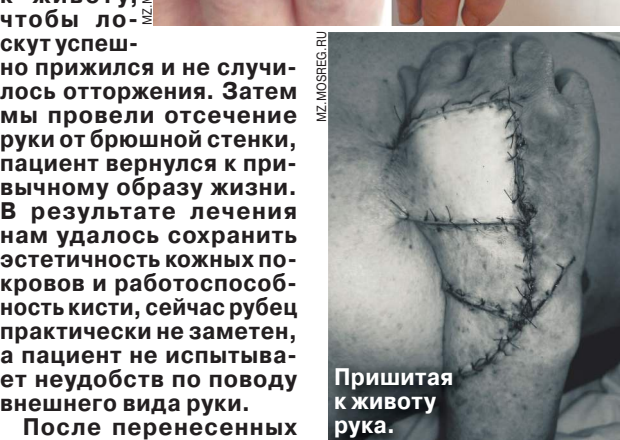 к животу,
чтобы ло-
скут успеш-
но прижился и не случи-
лось отторжения. Затем
мы провели отсечение
руки от брюшной стенки,
пациент вернулся к при-
вычному образу жизни.
В результате лечения
нам удалось сохранить
эстетичность кожных по-
кровов и работоспособ-
ность кисти, сейчас рубец
практически не заметен,
а пациент не испытыва-
ет неудобств по поводу
внешнего вида руки.
После перенесенных
MZ.MOSREG.RU
Пришитая
к животу
рука.